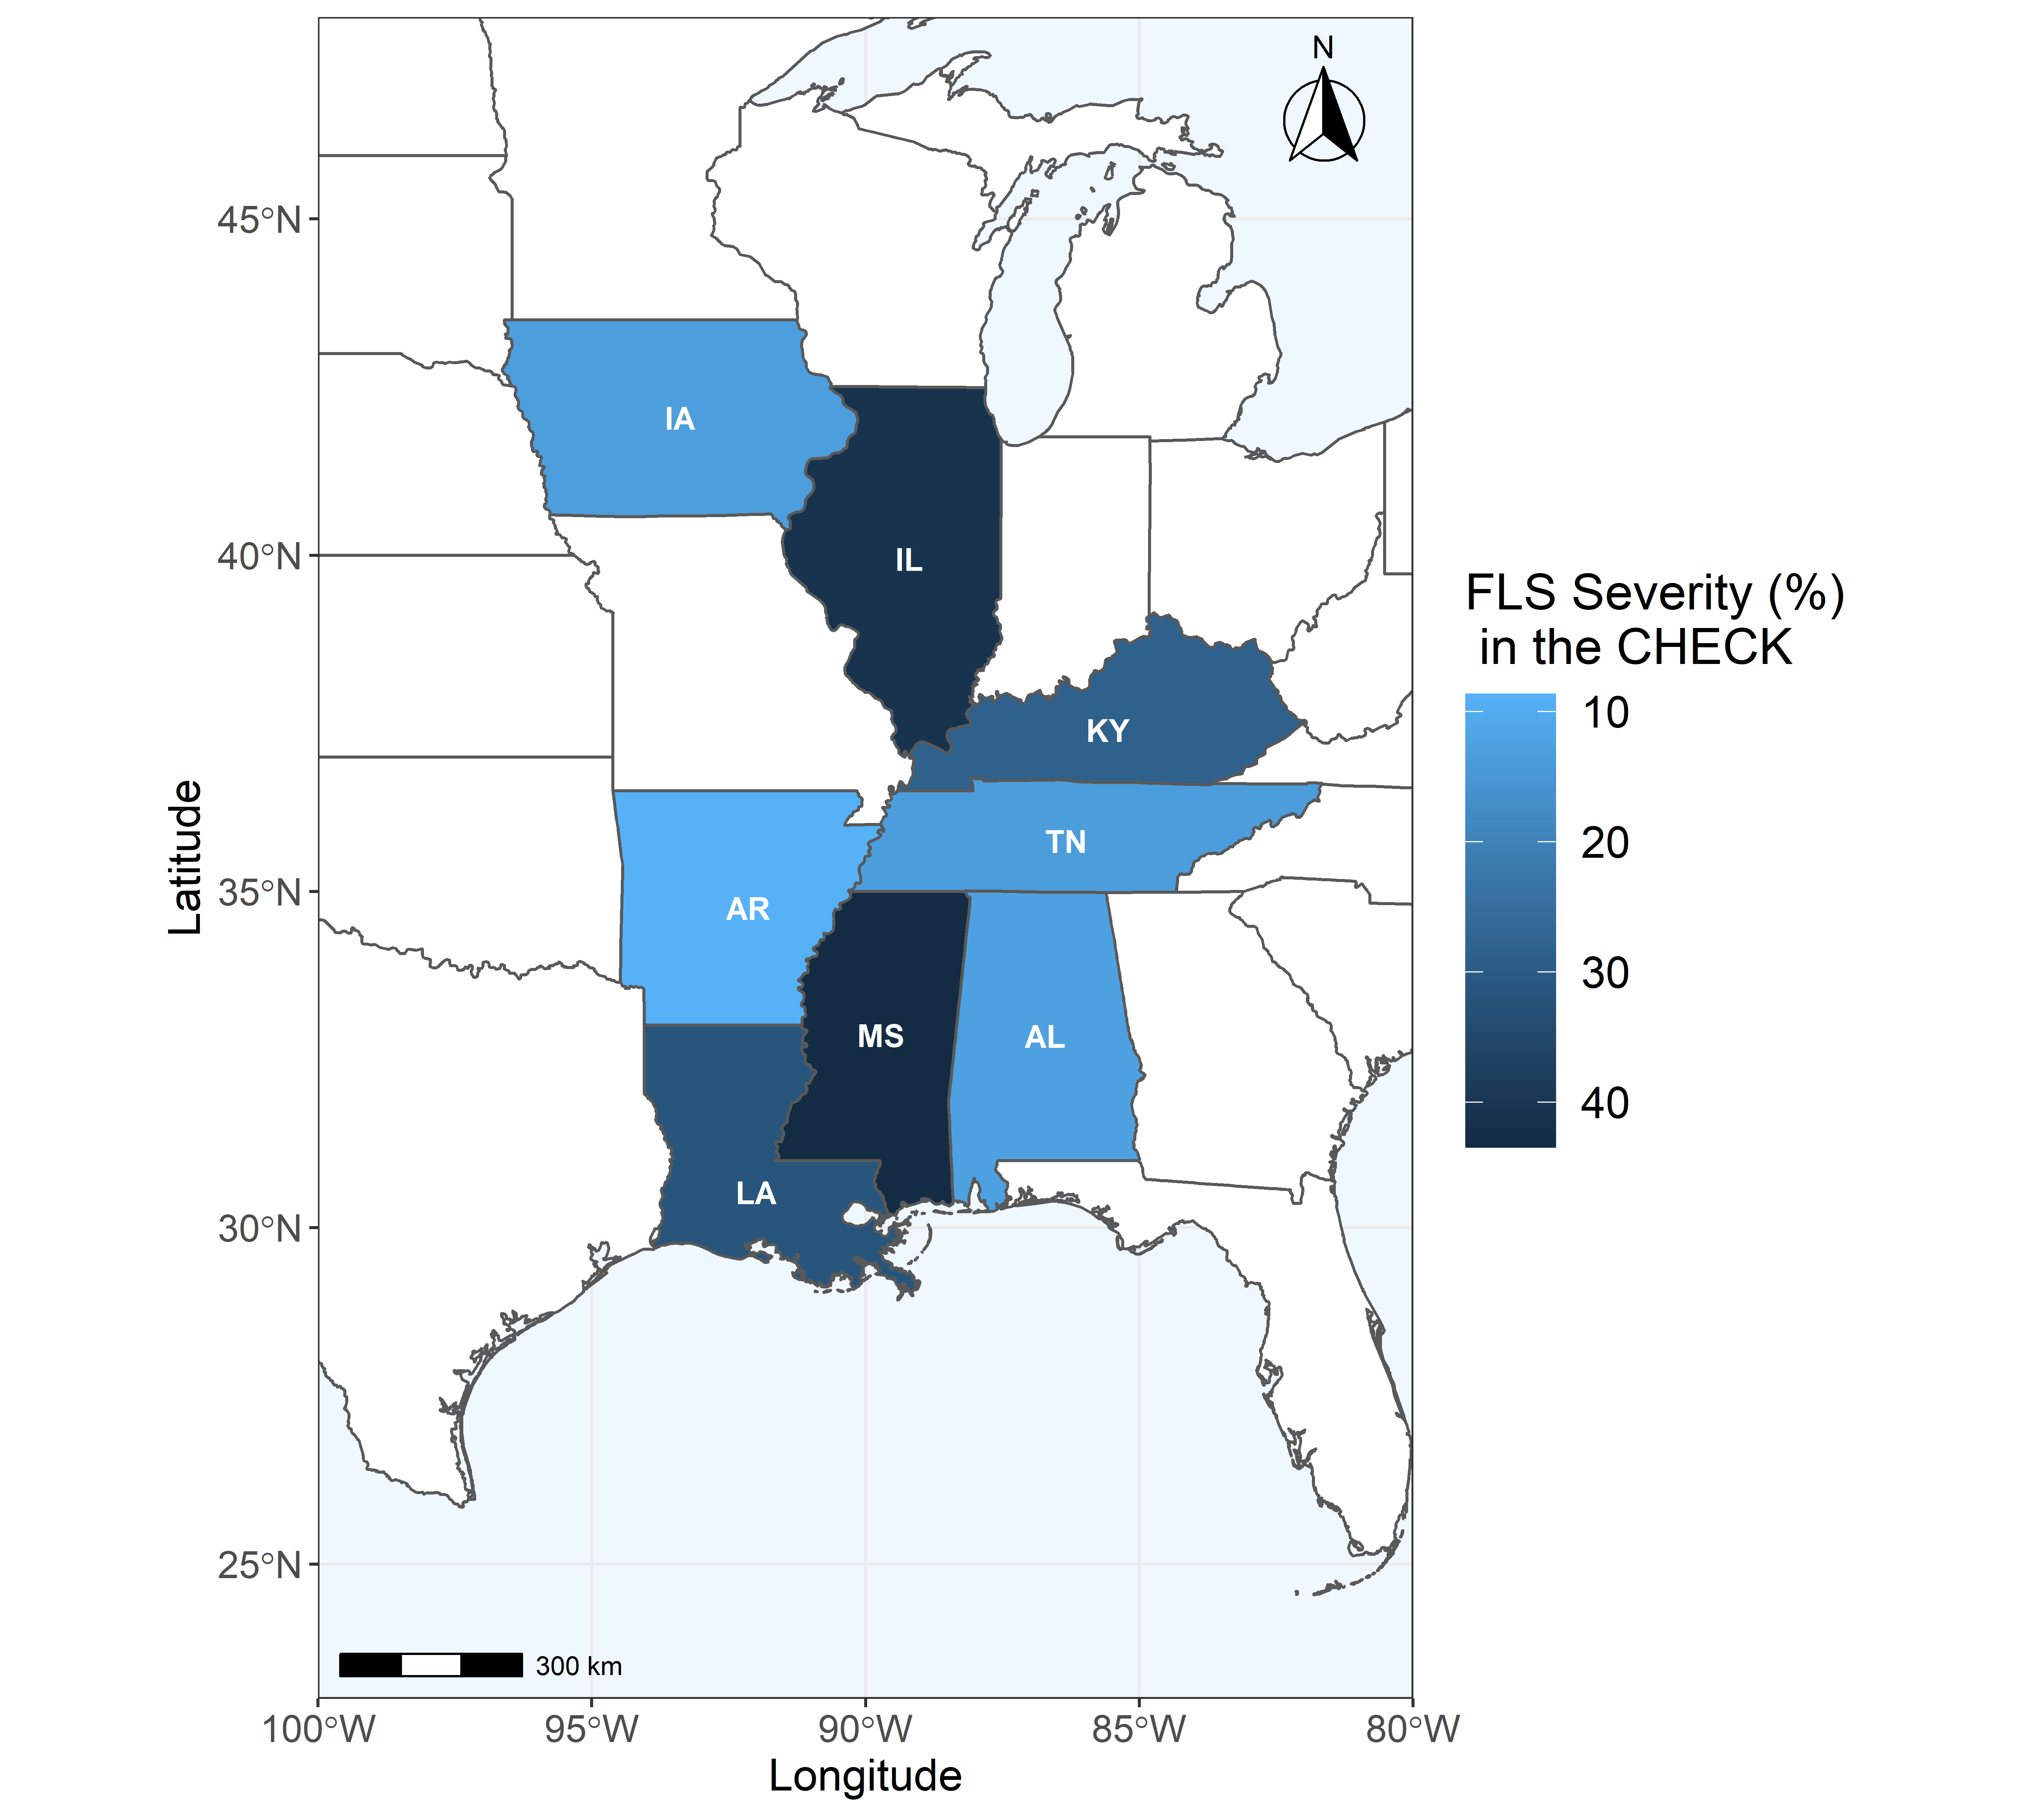 N
45°N
40°N
35°N
30°N
25°N
Latitude
IA
IL
KY
TN
AR
MS
AL
LA
300 km
100°W
95°W
90°W
85°W
80°W
Longitude
FLS Severity (%)
in the CHECK
10
20
30
40